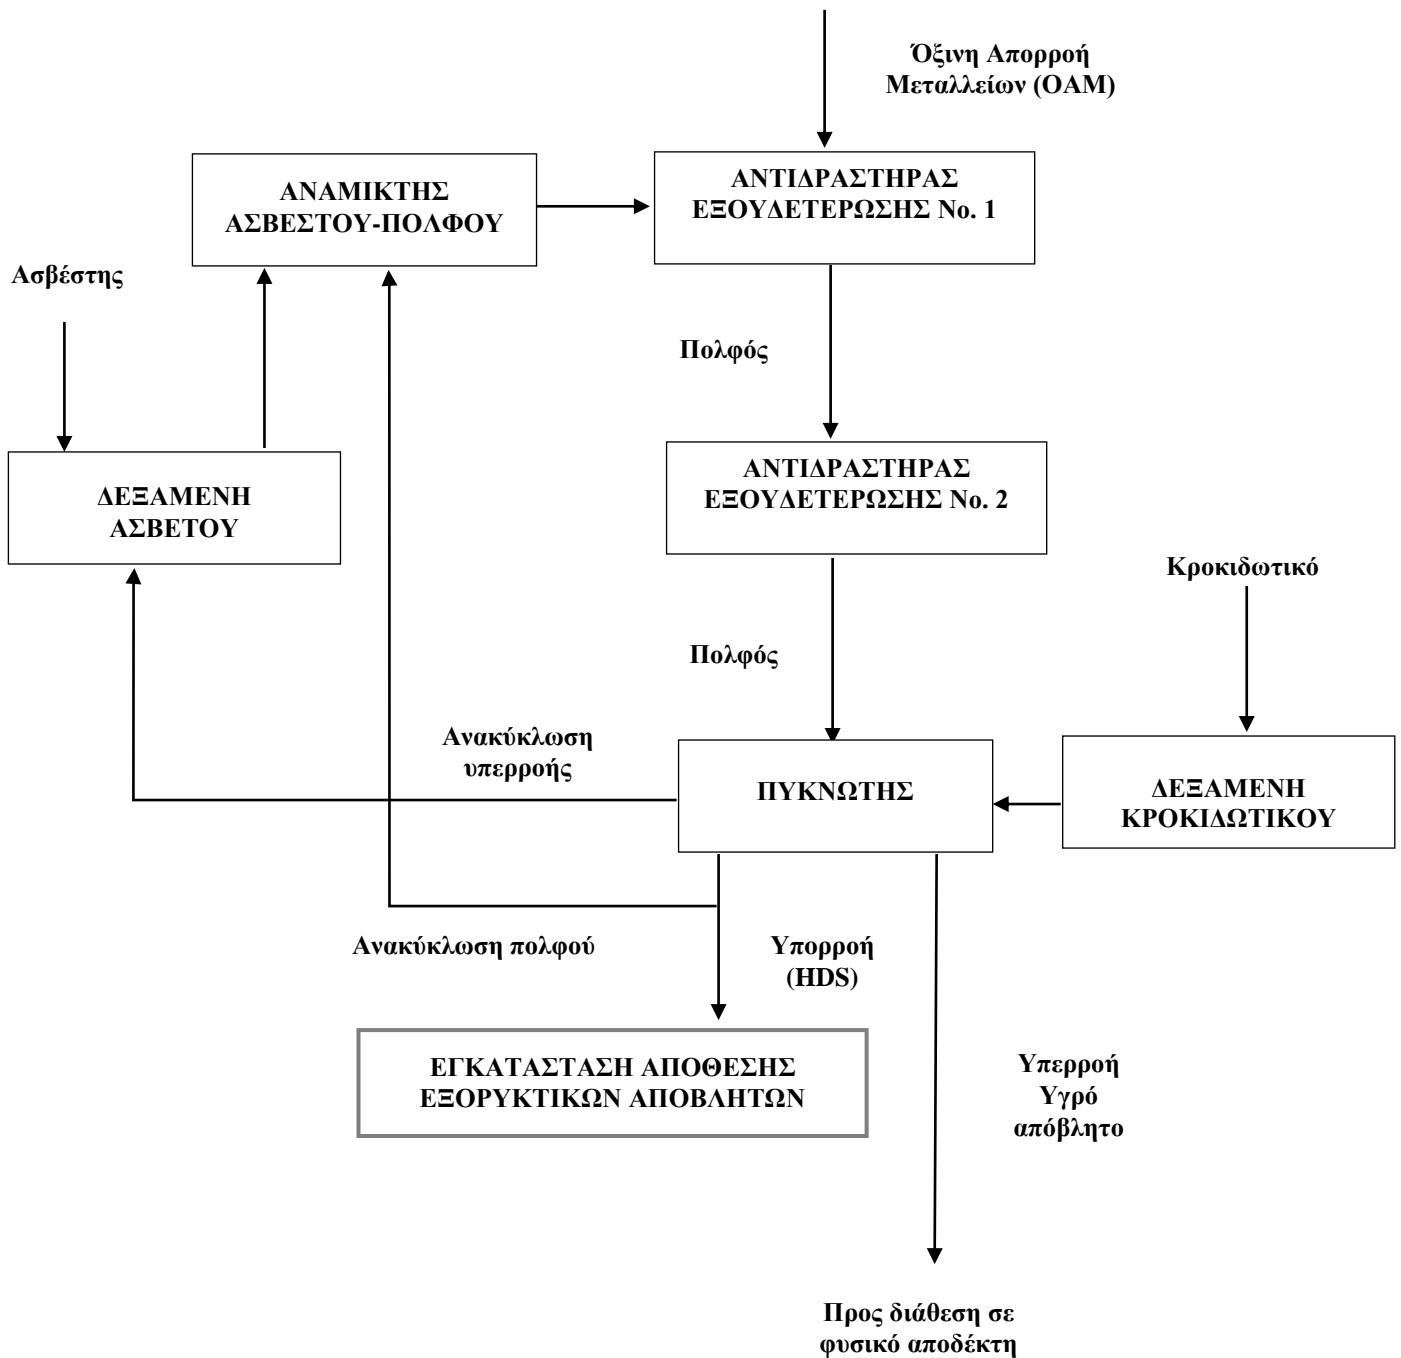 Όξινη Απορροή
Μεταλλείων (ΟΑΜ)
ΑΝΑΜΙΚΤΗΣ
ΑΣΒΕΣΤΟΥ-ΠΟΛΦΟΥ
ΑΝΤΙΔΡΑΣΤΗΡΑΣ
ΕΞΟΥΔΕΤΕΡΩΣΗΣ Νο. 1
Ασβέστης
Πολφός
ΔΕΞΑΜΕΝΗ
ΑΣΒΕΤΟΥ
ΑΝΤΙΔΡΑΣΤΗΡΑΣ
ΕΞΟΥΔΕΤΕΡΩΣΗΣ Νο. 2
Κροκιδωτικό
Πολφός
Ανακύκλωση
υπερροής
ΠΥΚΝΩΤΗΣ
ΔΕΞΑΜΕΝΗ
ΚΡΟΚΙΔΩΤΙΚΟΥ
Ανακύκλωση πολφού
Υπορροή
(HDS)
ΕΓΚΑΤΑΣΤΑΣΗ ΑΠΟΘΕΣΗΣ
ΕΞΟΡΥΚΤΙΚΩΝ ΑΠΟΒΛΗΤΩΝ
Υπερροή
Υγρό
απόβλητο
Προς διάθεση σε
φυσικό αποδέκτη